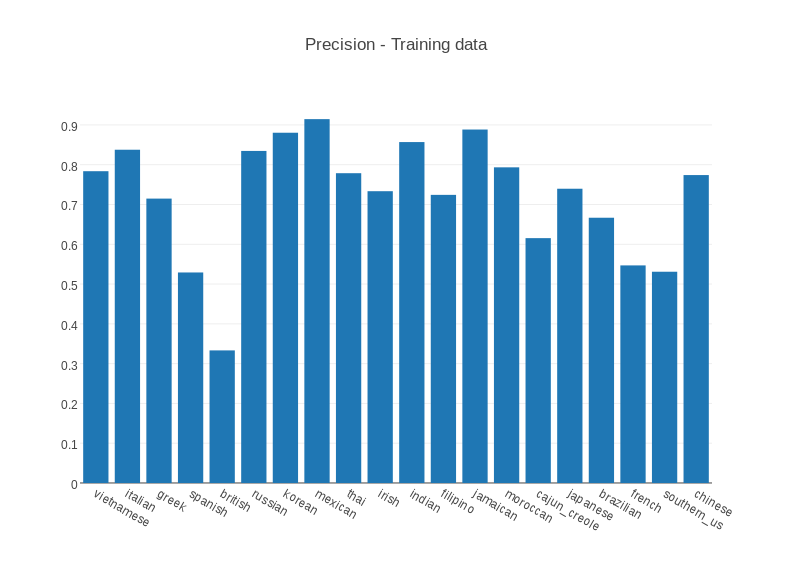 Precision - Training data
0.9
0.8
0.7
0.6
0.5
0.4
0.3
0.2
0.1
0
vietnamese
italian
greek
spanish
british
russian
korean
mexican
thai
irish
indian
filipino
jamaican
moroccan
cajun_creole
japanese
brazilian
french
southern_us
chinese